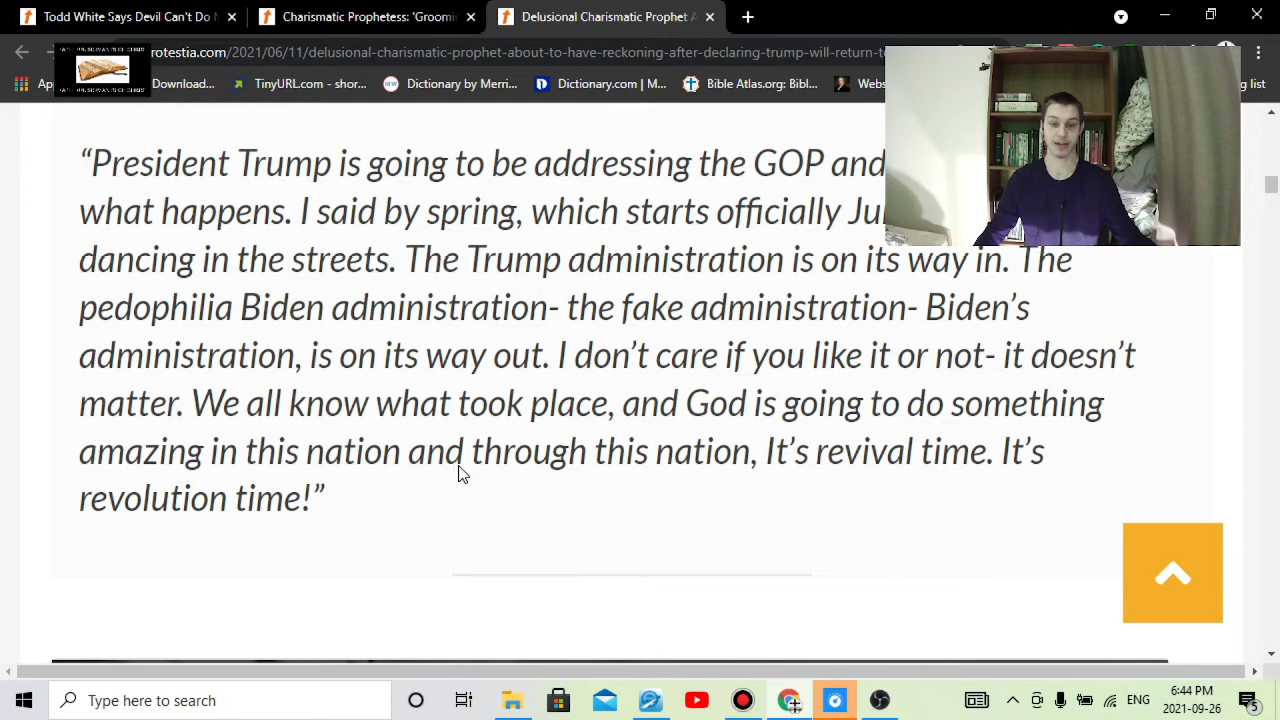 Todd White Says Devil Can't Do
Charismatic Prophetess: 'Groomi
Delusional Charismatic Prophet A
rotestia.com/2021/06/11/delusional-charismatic-prophet-about-to-have-reckoning-after-declaring-trump-will-return-to
Download...
TinyURL.com - shor...
Dictionary by Merri...
Dictionary.com | M...
Bible Atlas.org: Bibl...
Webs
g list
“President Trump is going to be addressing the GOP and
what happens. I said by spring, which starts officially Ju
dancing in the streets. The Trump administration is on its way in. The
pedophilia Biden administration- the fake administration- Biden’s
administration, is on its way out. I don’t care if you like it or not- it doesn’t
matter. We all know what took place, and God is going to do something
amazing in this nation and through this nation, It’s revival time. It’s
revolution time!”
Type here to search
ENG
6:44 PM
2021-09-26
5